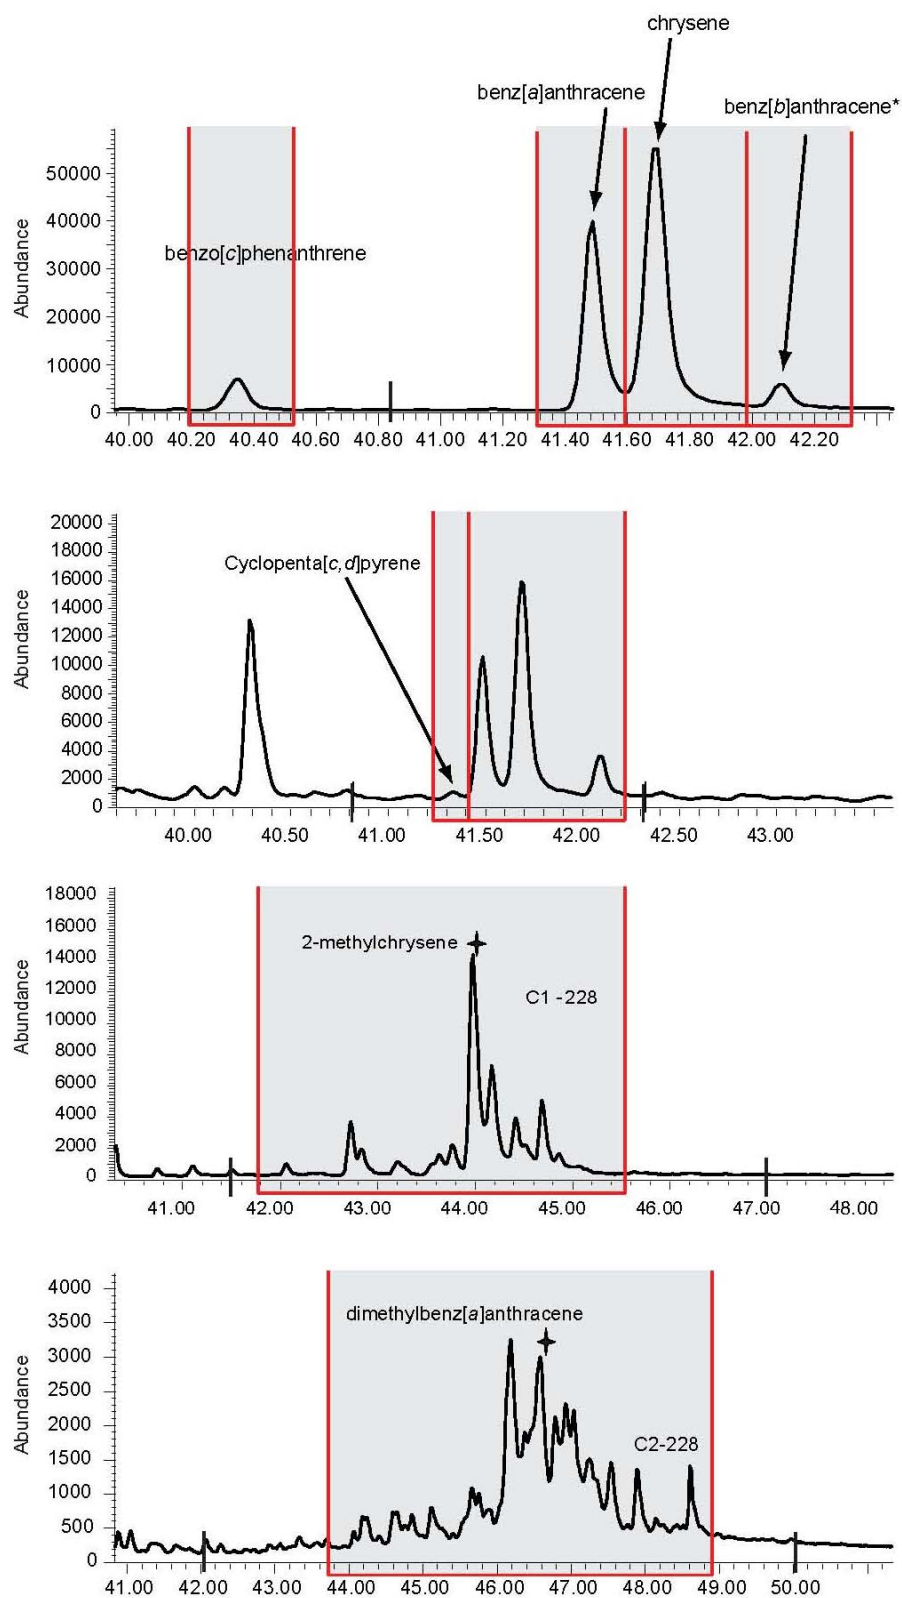 chrysene
benz[a]anthracene
benz[b]anthracene*
benzo[c]phenanthrene
Abundance
50000
40000
30000
20000
10000
0
40.00 40.20 40.40 40.60 40.80 41.00 41.20 41.40 41.60 41.80 42.00 42.20
Cyclopenta[c,d]pyrene
Abundance
20000
18000
16000
14000
12000
10000
8000
6000
4000
2000
0
40.00 40.50 41.00 41.50 42.00 42.50 43.00
2-methylchrysene
C1 -228
Abundance
18000
16000
14000
12000
10000
8000
6000
4000
2000
0
41.00 42.00 43.00 44.00 45.00 46.00 47.00 48.00
dimethylbenz[a]anthracene
C2-228
Abundance
4000
3500
3000
2500
2000
1500
1000
500
0
41.00 42.00 43.00 44.00 45.00 46.00 47.00 48.00 49.00 50.00